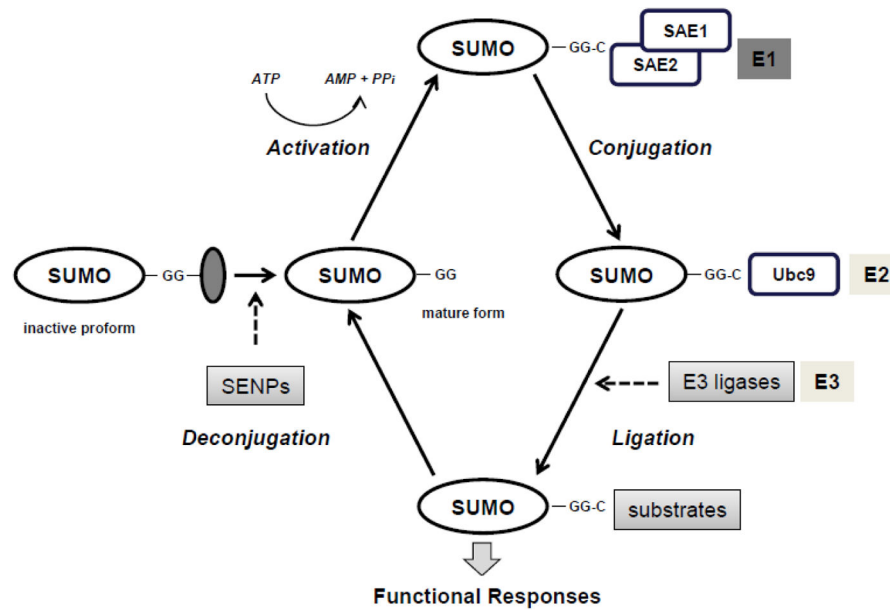 SUMO
GG-C
SAE1
SAE2
E1
ATP
AMP + PPi
Activation
Conjugation
SUMO
GG
SUMO
GG
SUMO
GG-C
Ubc9
E2
inactive proform
mature form
SENPs
E3 ligases
E3
Deconjugation
Ligation
SUMO
GG-C
substrates
Functional Responses